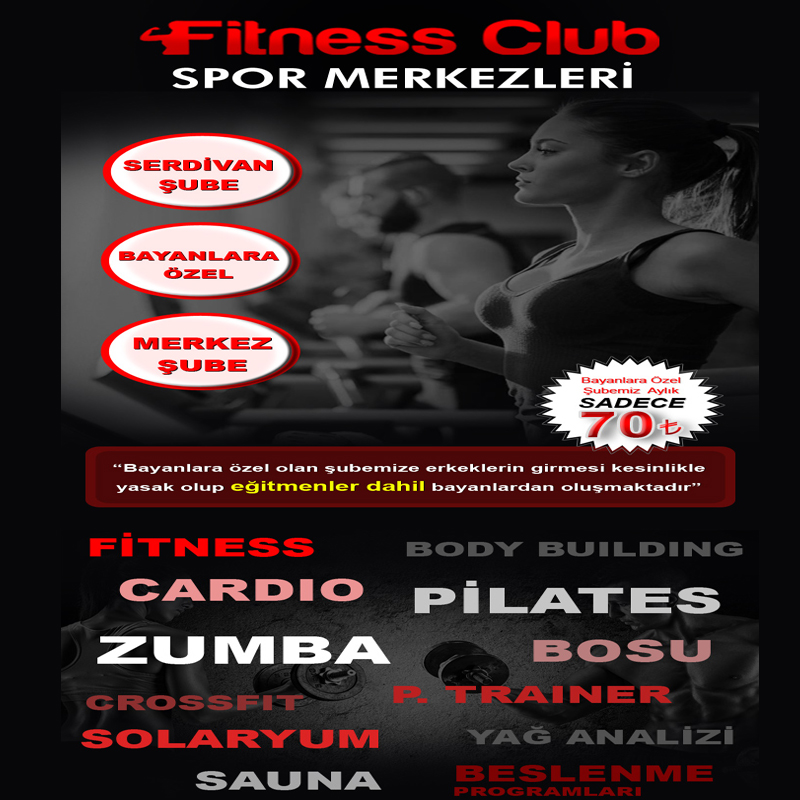 Fitness Club
SPOR MERKEZLERİ
SERDİVAN
ŞUBE
BAYANLARA
ÖZEL
MERKEZ
ŞUBE
Bayanlara Özel
Şubemiz Aylık
SADECE
70₺
“Bayanlara özel olan şubemize erkeklerin girmesi kesinlikle
yasak olup eğitmenler dahil bayanlardan oluşmaktadır”
FİTNESS
BODY BUILDING
CARDIO
PİLATES
ZUMBA
BOSU
CROSSFIT
P. TRAINER
SOLARYUM
YAĞ ANALİZİ
SAUNA
BESLENME
PROGRAMLARI